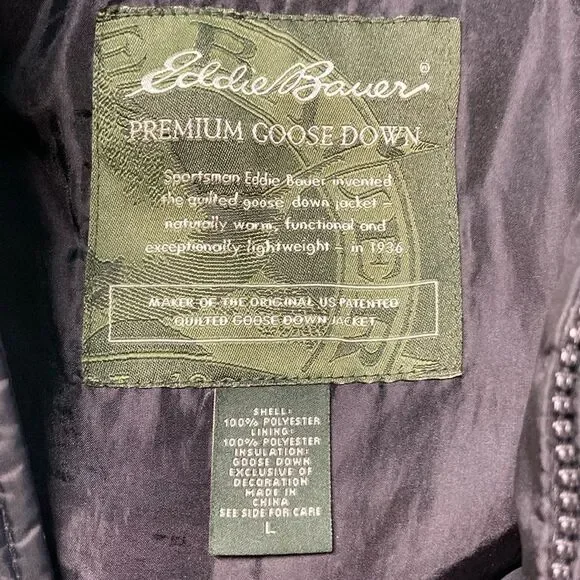 Eddie Bauer®
PREMIUM GOOSE DOWN
Sportsman Eddie Bauer invented
the quilted goose down jacket –
naturally warm, functional and
exceptionally lightweight – in 1936
MAKER OF THE ORIGINAL US PATENTED
QUILTED GOOSE DOWN JACKET
SHELL:
100% POLYESTER
LINING:
100% POLYESTER
INSULATION:
GOOSE DOWN
EXCLUSIVE OF
DECORATION
MADE IN
CHINA
SEE SIDE FOR CARE
L